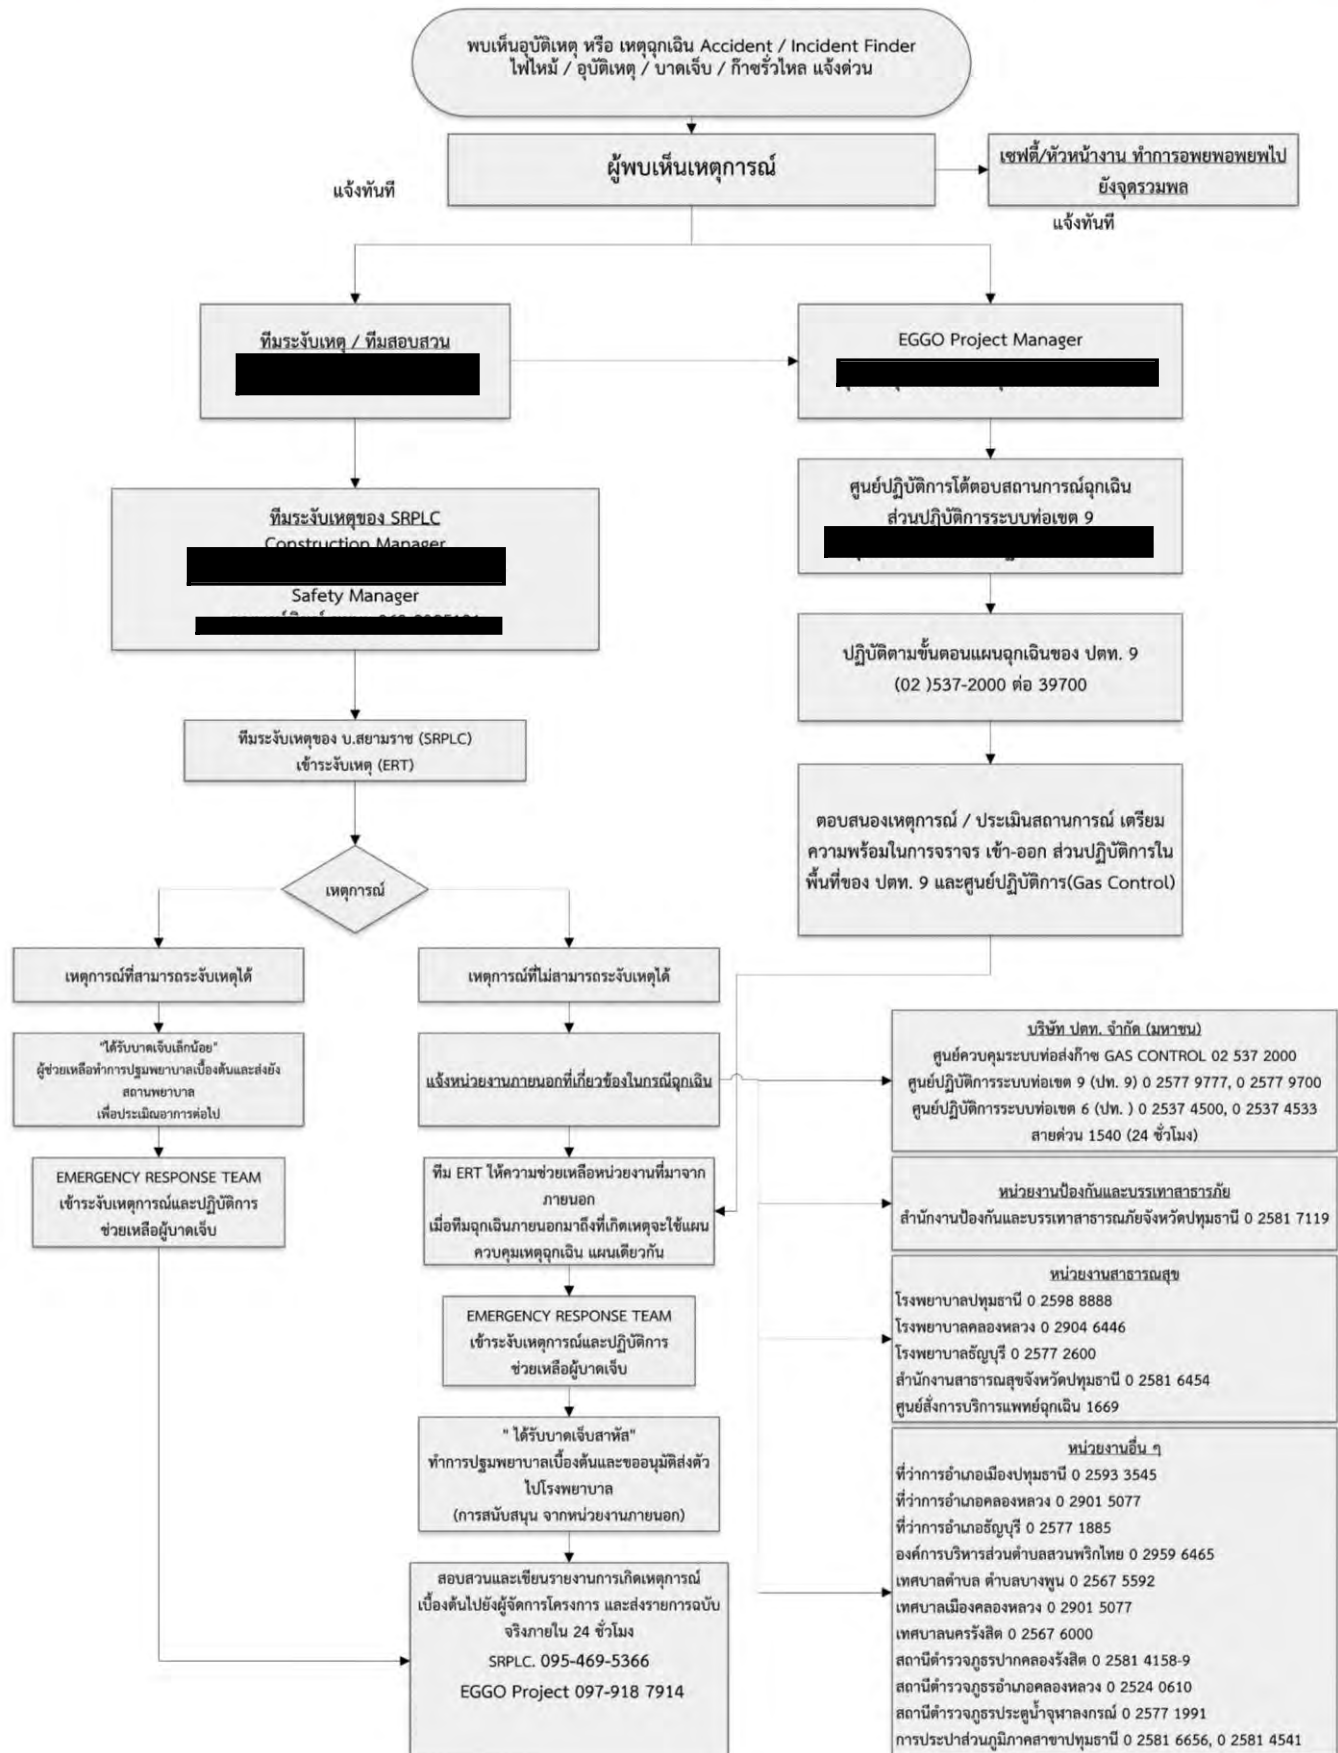 พบเห็นอุบัติเหตุ หรือ เหตุฉุกเฉิน Accident / Incident Finder
ไฟไหม้ / อุบัติเหตุ / บาดเจ็บ / ก๊าซรั่วไหล แจ้งด่วน
ผู้พบเห็นเหตุการณ์
เซฟตี้/หัวหน้างาน ทำการอพยพอพยพไป
ยังจุดรวมพล
แจ้งทันที
แจ้งทันที
ทีมระงับเหตุ / ทีมสอบสวน
EGGO Project Manager
ทีมระงับเหตุของ SRPLC
Construction Manager
Safety Manager
ศูนย์ปฏิบัติการโต้ตอบสถานการณ์ฉุกเฉิน
ส่วนปฏิบัติการระบบท่อเขต 9
ปฏิบัติตามขั้นตอนแผนฉุกเฉินของ ปตท. 9
(02 )537-2000 ต่อ 39700
ทีมระงับเหตุของ บ.สยามราช (SRPLC)
เข้าระงับเหตุ (ERT)
ตอบสนองเหตุการณ์ / ประเมินสถานการณ์ เตรียม
ความพร้อมในการจราจร เข้า-ออก ส่วนปฏิบัติการใน
พื้นที่ของ ปตท. 9 และศูนย์ปฏิบัติการ(Gas Control)
เหตุการณ์
เหตุการณ์ที่สามารถระงับเหตุได้
เหตุการณ์ที่ไม่สามารถระงับเหตุได้
"ได้รับบาดเจ็บเล็กน้อย"
ผู้ช่วยเหลือทำการปฐมพยาบาลเบื้องต้นและส่งยัง
สถานพยาบาล
เพื่อประเมิณอาการต่อไป
แจ้งหน่วยงานภายนอกที่เกี่ยวข้องในกรณีฉุกเฉิน
EMERGENCY RESPONSE TEAM
เข้าระงับเหตุการณ์และปฏิบัติการ
ช่วยเหลือผู้บาดเจ็บ
ทีม ERT ให้ความช่วยเหลือหน่วยงานที่มาจาก
ภายนอก
เมื่อทีมฉุกเฉินภายนอกมาถึงที่เกิดเหตุจะใช้แผน
ควบคุมเหตุฉุกเฉิน แผนเดียวกัน
EMERGENCY RESPONSE TEAM
เข้าระงับเหตุการณ์และปฏิบัติการ
ช่วยเหลือผู้บาดเจ็บ
" ได้รับบาดเจ็บสาหัส"
ทำการปฐมพยาบาลเบื้องต้นและขออนุมัติส่งตัว
ไปโรงพยาบาล
(การสนับสนุน จากหน่วยงานภายนอก)
สอบสวนและเขียนรายงานการเกิดเหตุการณ์
เบื้องต้นไปยังผู้จัดการโครงการ และส่งรายการฉบับ
จริงภายใน 24 ชั่วโมง
SRPLC. 095-469-5366
EGGO Project 097-918 7914
บริษัท ปตท. จำกัด (มหาชน)
ศูนย์ควบคุมระบบท่อส่งก๊าซ GAS CONTROL 02 537 2000
ศูนย์ปฏิบัติการระบบท่อเขต 9 (ปท. 9) 0 2577 9777, 0 2577 9700
ศูนย์ปฏิบัติการระบบท่อเขต 6 (ปท. ) 0 2537 4500, 0 2537 4533
สายด่วน 1540 (24 ชั่วโมง)
หน่วยงานป้องกันและบรรเทาสาธารภัย
สำนักงานป้องกันและบรรเทาสาธารณภัยจังหวัดปทุมธานี 0 2581 7119
หน่วยงานสาธารณสุข
โรงพยาบาลปทุมธานี 0 2598 8888
โรงพยาบาลคลองหลวง 0 2904 6446
โรงพยาบาลธัญบุรี 0 2577 2600
สำนักงานสาธารณสุขจังหวัดปทุมธานี 0 2581 6454
ศูนย์สั่งการบริการแพทย์ฉุกเฉิน 1669
หน่วยงานอื่น ๆ
ที่ว่าการอำเภอเมืองปทุมธานี 0 2593 3545
ที่ว่าการอำเภอคลองหลวง 0 2901 5077
ที่ว่าการอำเภอธัญบุรี 0 2577 1885
องค์การบริหารส่วนตำบลสวนพริกไทย 0 2959 6465
เทศบาลตำบล ตำบลบางพูน 0 2567 5592
เทศบาลเมืองคลองหลวง 0 2901 5077
เทศบาลนครรังสิต 0 2567 6000
สถานีตำรวจภูธรปากคลองรังสิต 0 2581 4158-9
สถานีตำรวจภูธรอำเภอคลองหลวง 0 2524 0610
สถานีตำรวจภูธรประตูน้ำจุฬาลงกรณ์ 0 2577 1991
การประปาส่วนภูมิภาคสาขาปทุมธานี 0 2581 6656, 0 2581 4541